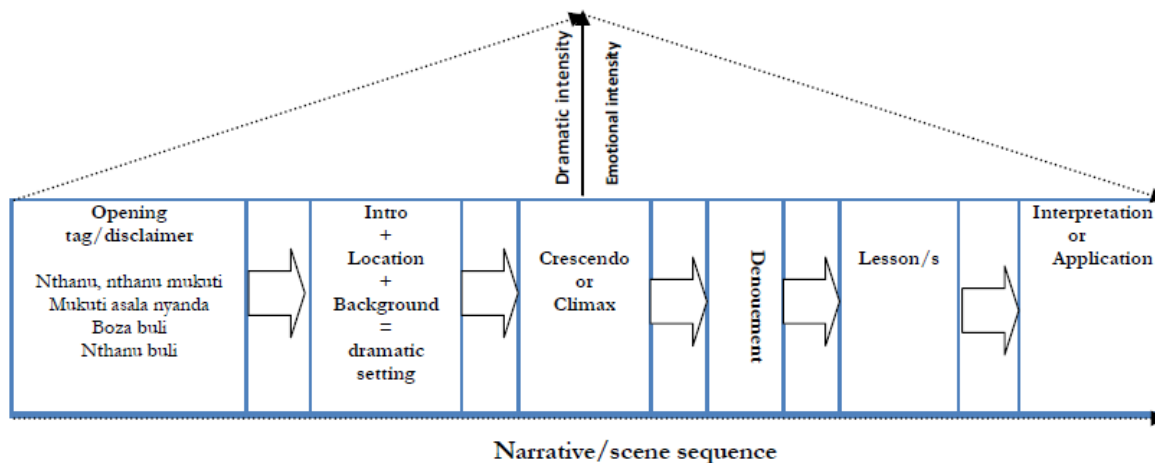 Dramatic intensity
Emotional intensity
Opening
tag/disclaimer
Nthanu, nthanu mukuti
Mukuti asala nyanda
Boza buli
Nthanu buli
Intro
+
Location
+
Background
=
dramatic
setting
Crescendo
or
Climax
Denouement
Lesson/s
Interpretation
or
Application
Narrative/scene sequence